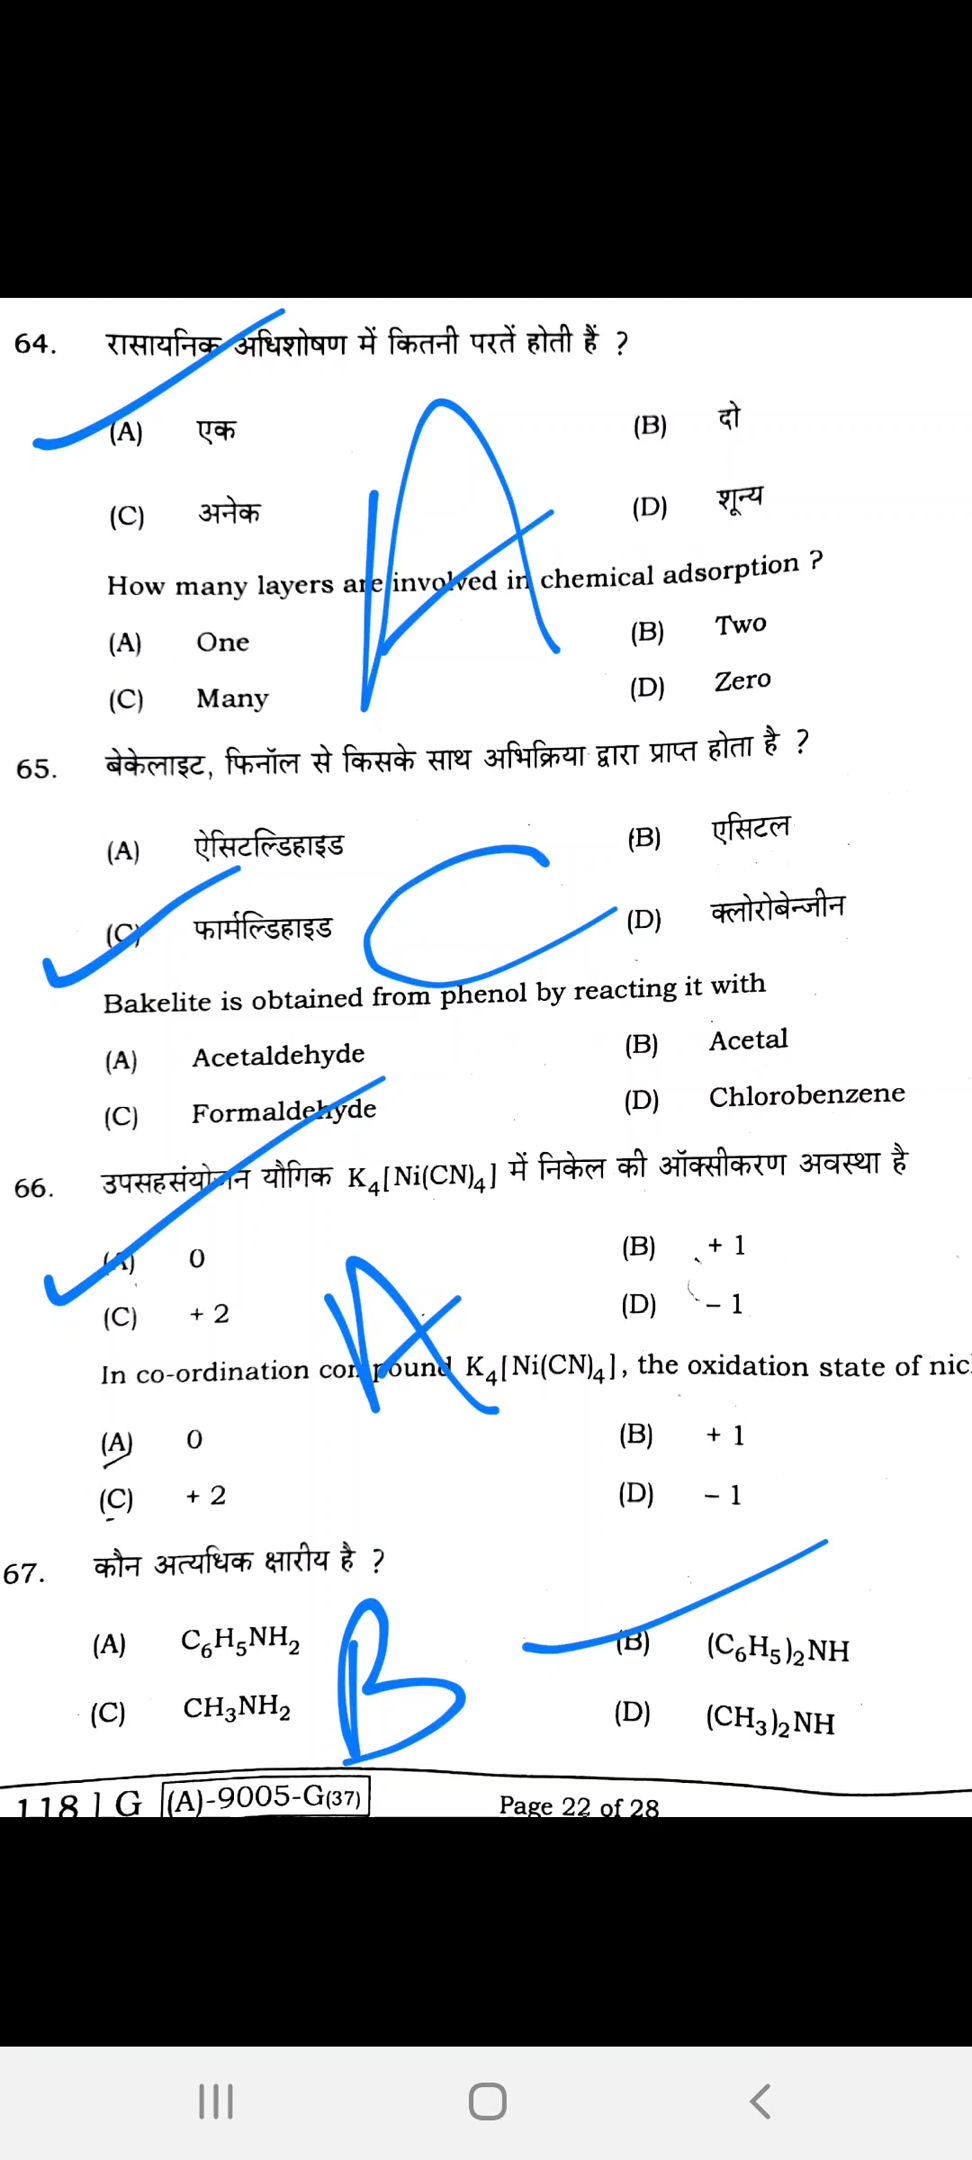 64. रासायनिक अधिशोषण में कितनी परतें होती हैं ?
(A) एक (B) दो
(C) अनेक (D) शून्य
A
How many layers are involved in chemical adsorption ?
(A) One (B) Two
(C) Many (D) Zero
65. बेकेलाइट, फिनॉल से किसके साथ अभिक्रिया द्वारा प्राप्त होता है ?
(A) ऐसिटल्डिहाइड (B) एसिटल
(C) फार्मल्डिहाइड (D) क्लोरोबेन्जीन
C
Bakelite is obtained from phenol by reacting it with
(A) Acetaldehyde (B) Acetal
(C) Formaldehyde (D) Chlorobenzene
66. उपसहसंयोजन यौगिक K₄[Ni(CN)₄] में निकेल की ऑक्सीकरण अवस्था है
(A) 0 (B) + 1
(C) + 2 (D) – 1
A
In co-ordination compound K₄[Ni(CN)₄], the oxidation state of nic
(A) 0 (B) + 1
(C) + 2 (D) – 1
67. कौन अत्यधिक क्षारीय है ?
(A) C₆H₅NH₂ (B) (C₆H₅)₂NH
(C) CH₃NH₂ (D) (CH₃)₂NH
B
118 ] G (A)-9005-G(37) Page 22 of 28